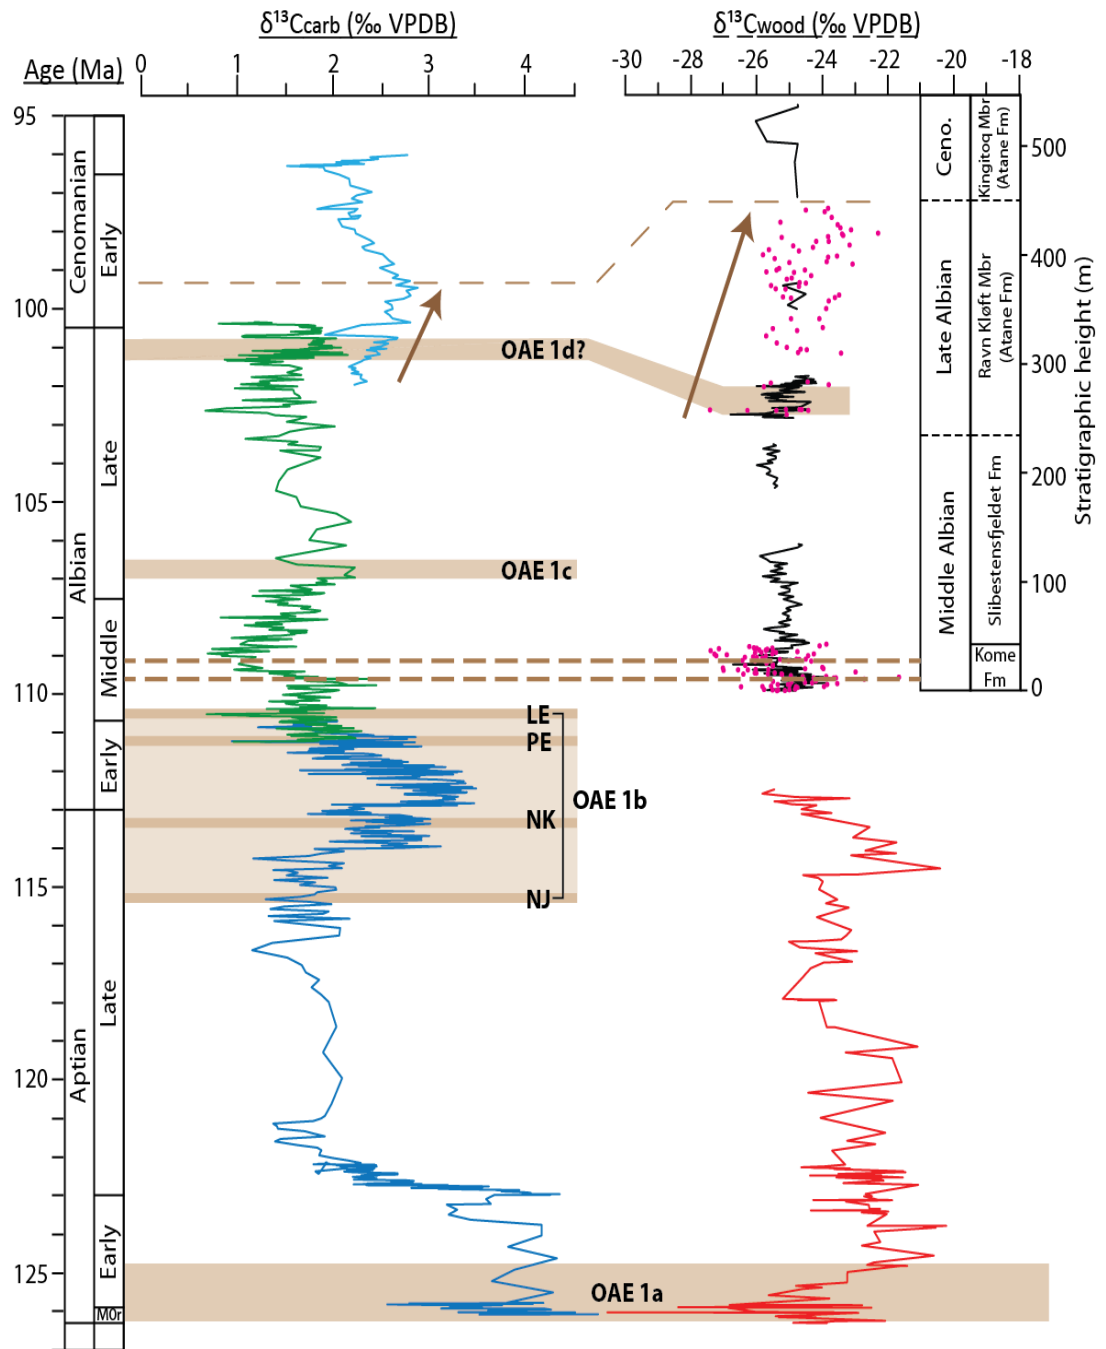 δ¹³Ccarb (‰ VPDB)
δ¹³Cwood (‰ VPDB)
Age (Ma)
0 1 2 3 4
-30 -28 -26 -24 -22 -20 -18
95
100
105
110
115
120
125
Cenomanian
Early
Albian
Late
Middle
Early
Aptian
Late
Early
M0r
OAE 1d?
OAE 1c
LE
PE
NK
NJ
OAE 1b
OAE 1a
Ceno.
Late Albian
Middle Albian
Kingitoq Mbr
(Atane Fm)
Ravn Kløft Mbr
(Atane Fm)
Slibestensfjeldet Fm
Kome
Fm
500
400
300
200
100
0
Stratigraphic height (m)